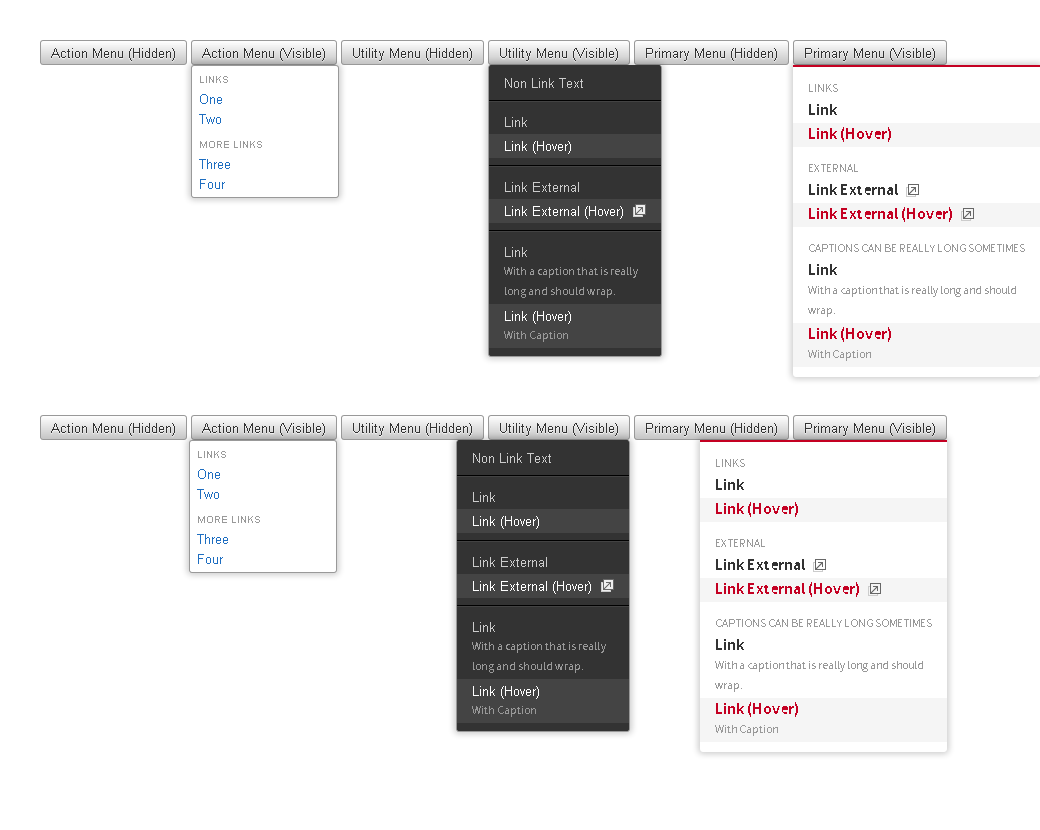 Action Menu (Hidden) Action Menu (Visible) Utility Menu (Hidden) Utility Menu (Visible) Primary Menu (Hidden) Primary Menu (Visible)
LINKS
One
Two
MORE LINKS
Three
Four
Non Link Text
Link
Link (Hover)
Link External
Link External (Hover)
Link
With a caption that is really
long and should wrap.
Link (Hover)
With Caption
LINKS
Link
Link (Hover)
EXTERNAL
Link External
Link External (Hover)
CAPTIONS CAN BE REALLY LONG SOMETIMES
Link
With a caption that is really long and should
wrap.
Link (Hover)
With Caption
Action Menu (Hidden) Action Menu (Visible) Utility Menu (Hidden) Utility Menu (Visible) Primary Menu (Hidden) Primary Menu (Visible)
LINKS
One
Two
MORE LINKS
Three
Four
Non Link Text
Link
Link (Hover)
Link External
Link External (Hover)
Link
With a caption that is really
long and should wrap.
Link (Hover)
With Caption
LINKS
Link
Link (Hover)
EXTERNAL
Link External
Link External (Hover)
CAPTIONS CAN BE REALLY LONG SOMETIMES
Link
With a caption that is really long and should
wrap.
Link (Hover)
With Caption